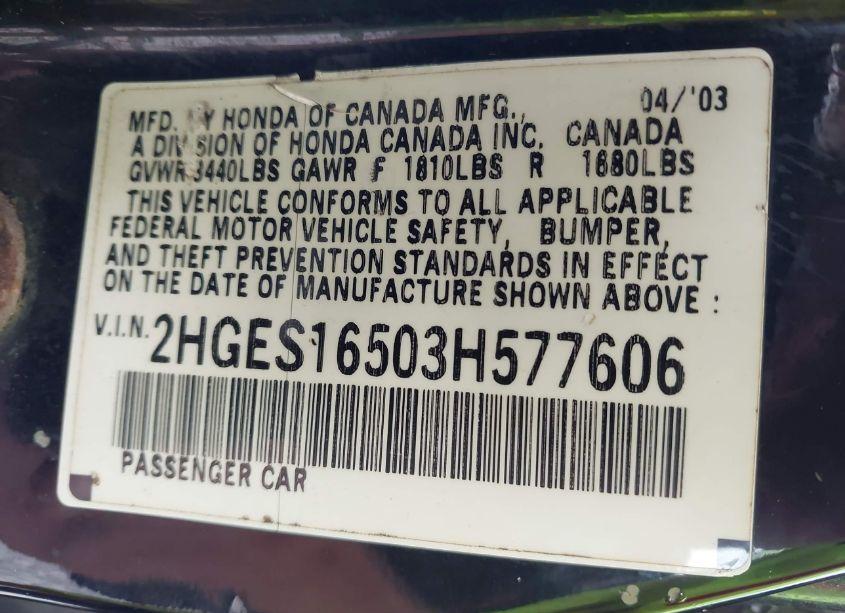 MFD. BY HONDA OF CANADA MFG., 04/'03
A DIVISION OF HONDA CANADA INC. CANADA
GVWR 3440LBS GAWR F 1810LBS R 1680LBS
THIS VEHICLE CONFORMS TO ALL APPLICABLE
FEDERAL MOTOR VEHICLE SAFETY, BUMPER,
AND THEFT PREVENTION STANDARDS IN EFFECT
ON THE DATE OF MANUFACTURE SHOWN ABOVE :
V.I.N. 2HGES16503H577606
PASSENGER CAR